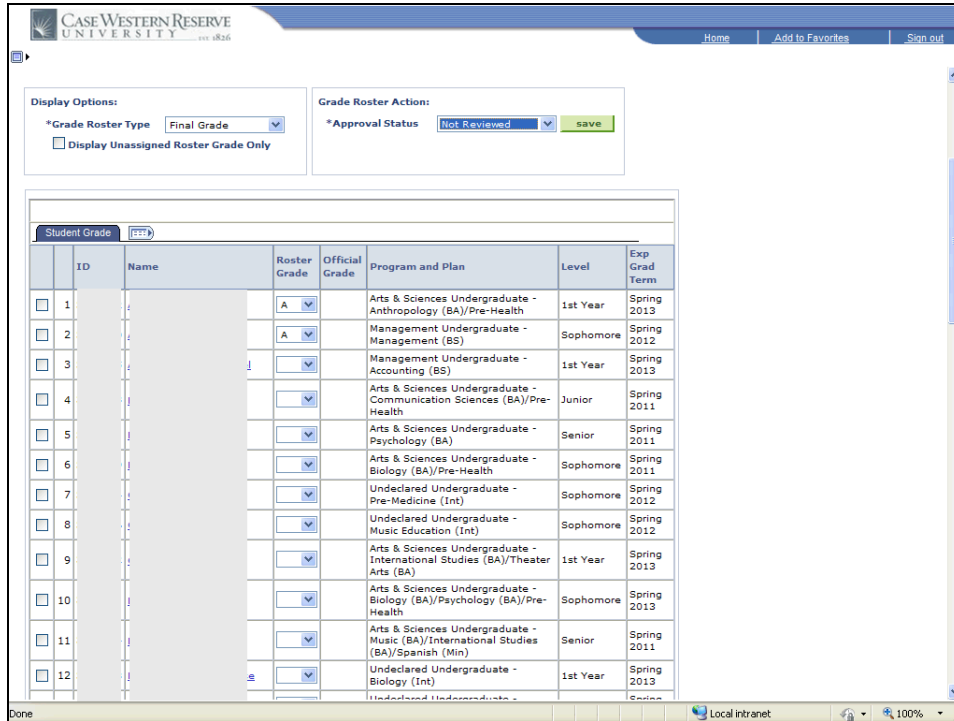 CASE WESTERN RESERVE
UNIVERSITY EST 1826
Home Add to Favorites Sign out
Display Options:
*Grade Roster Type Final Grade
Display Unassigned Roster Grade Only
Grade Roster Action:
*Approval Status Not Reviewed save
Student Grade
ID Name Roster Grade Official Grade Program and Plan Level Exp Grad Term
1 A Arts & Sciences Undergraduate - Anthropology (BA)/Pre-Health 1st Year Spring 2013
2 A Management Undergraduate - Management (BS) Sophomore Spring 2012
3 Management Undergraduate - Accounting (BS) 1st Year Spring 2013
4 Arts & Sciences Undergraduate - Communication Sciences (BA)/Pre-Health Junior Spring 2011
5 Arts & Sciences Undergraduate - Psychology (BA) Senior Spring 2011
6 Arts & Sciences Undergraduate - Biology (BA)/Pre-Health Sophomore Spring 2011
7 Undeclared Undergraduate - Pre-Medicine (Int) Sophomore Spring 2012
8 Undeclared Undergraduate - Music Education (Int) Sophomore Spring 2012
9 Arts & Sciences Undergraduate - International Studies (BA)/Theater Arts (BA) 1st Year Spring 2013
10 Arts & Sciences Undergraduate - Biology (BA)/Psychology (BA)/Pre-Health Sophomore Spring 2013
11 Arts & Sciences Undergraduate - Music (BA)/International Studies (BA)/Spanish (Min) Senior Spring 2011
12 Undeclared Undergraduate - Biology (Int) 1st Year Spring 2013
Undeclared Undergraduate - Spring
Done Local intranet 100%